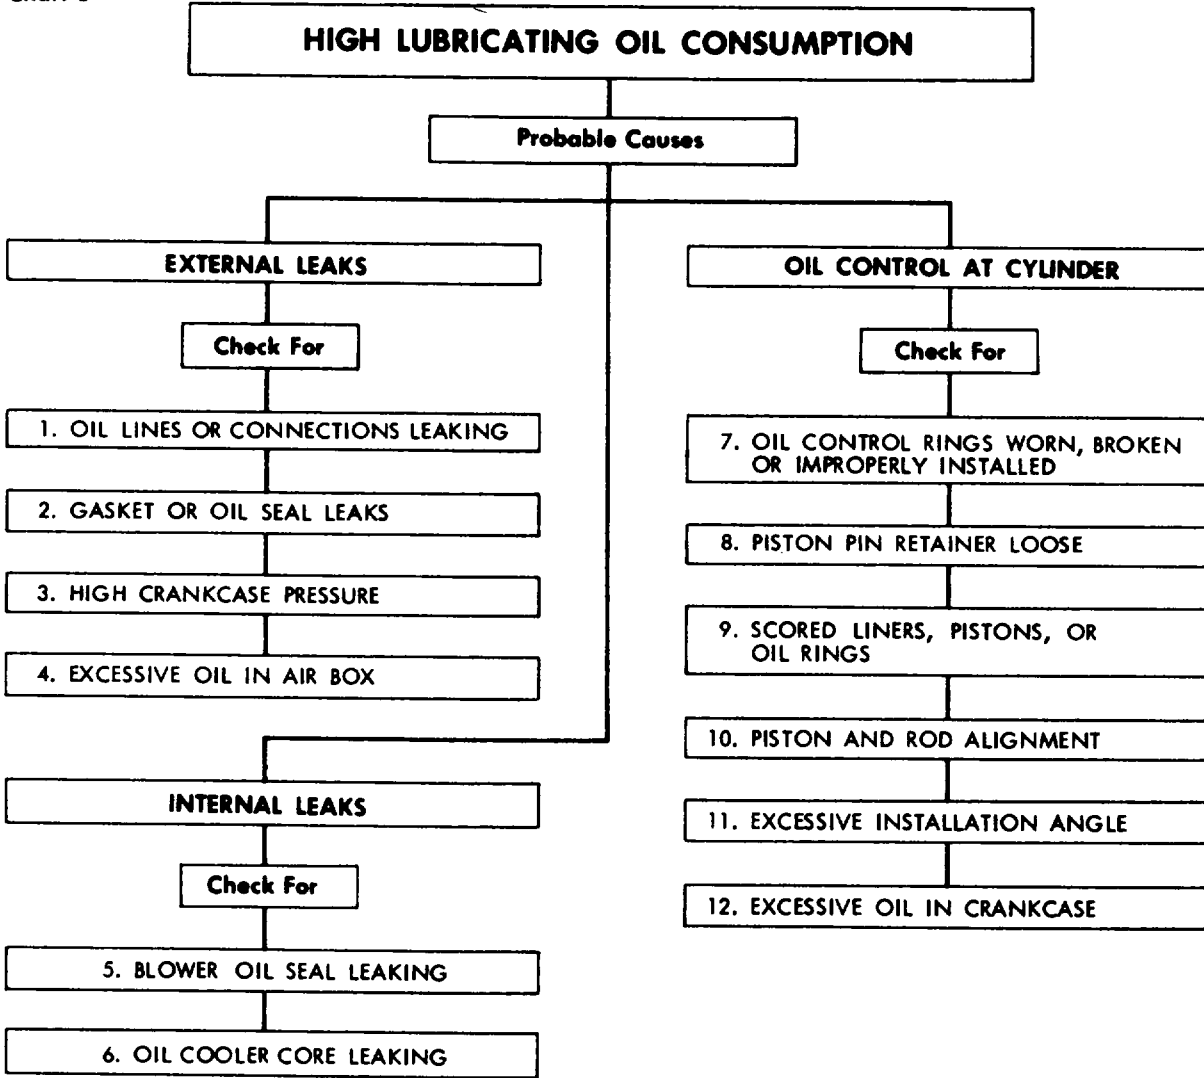 HIGH LUBRICATING OIL CONSUMPTION
Probable Causes
EXTERNAL LEAKS
Check For
1. OIL LINES OR CONNECTIONS LEAKING
2. GASKET OR OIL SEAL LEAKS
3. HIGH CRANKCASE PRESSURE
4. EXCESSIVE OIL IN AIR BOX
INTERNAL LEAKS
Check For
5. BLOWER OIL SEAL LEAKING
6. OIL COOLER CORE LEAKING
OIL CONTROL AT CYLINDER
Check For
7. OIL CONTROL RINGS WORN, BROKEN
OR IMPROPERLY INSTALLED
8. PISTON PIN RETAINER LOOSE
9. SCORED LINERS, PISTONS, OR
OIL RINGS
10. PISTON AND ROD ALIGNMENT
11. EXCESSIVE INSTALLATION ANGLE
12. EXCESSIVE OIL IN CRANKCASE